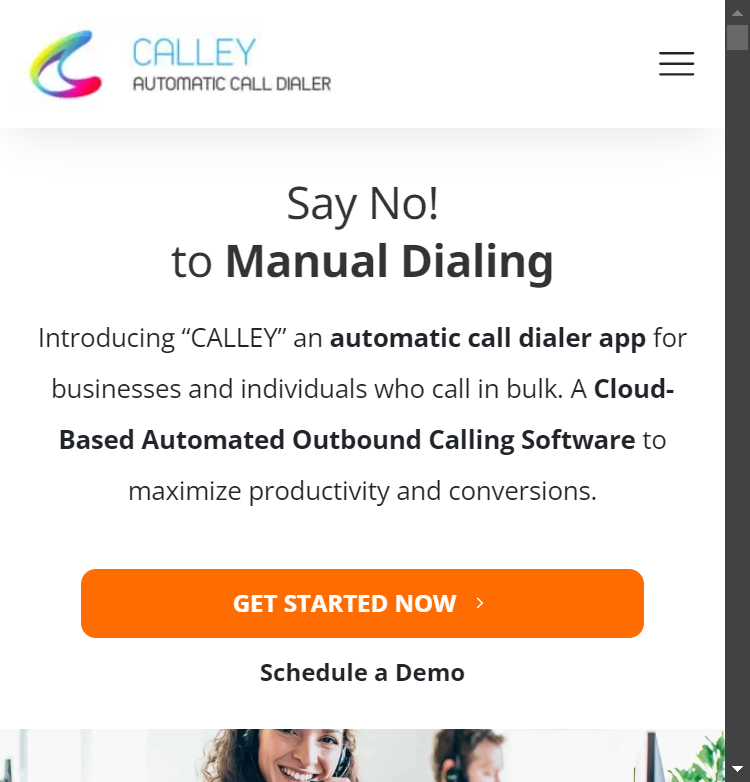 CALLEY
AUTOMATIC CALL DIALER
Say No!
to Manual Dialing
Introducing “CALLEY” an automatic call dialer app for
businesses and individuals who call in bulk. A Cloud-
Based Automated Outbound Calling Software to
maximize productivity and conversions.
GET STARTED NOW
Schedule a Demo